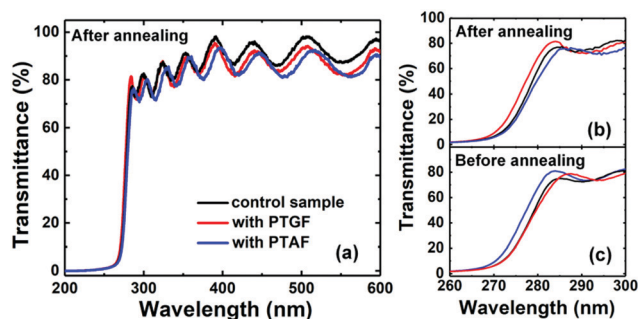 After annealing
Transmittance (%)
100
80
60
40
20
0
control sample
with PTGF
with PTAF
(a)
200 300 400 500 600
Wavelength (nm)
After annealing
Transmittance (%)
100
80
60
40
20
0
(b)
Before annealing
80
40
0
(c)
260 270 280 290 300
Wavelength (nm)